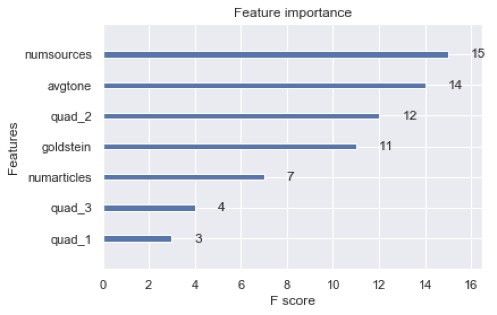 Feature importance
Features
numsources 15
avgtone 14
quad_2 12
goldstein 11
numarticles 7
quad_3 4
quad_1 3
0 2 4 6 8 10 12 14 16
F score